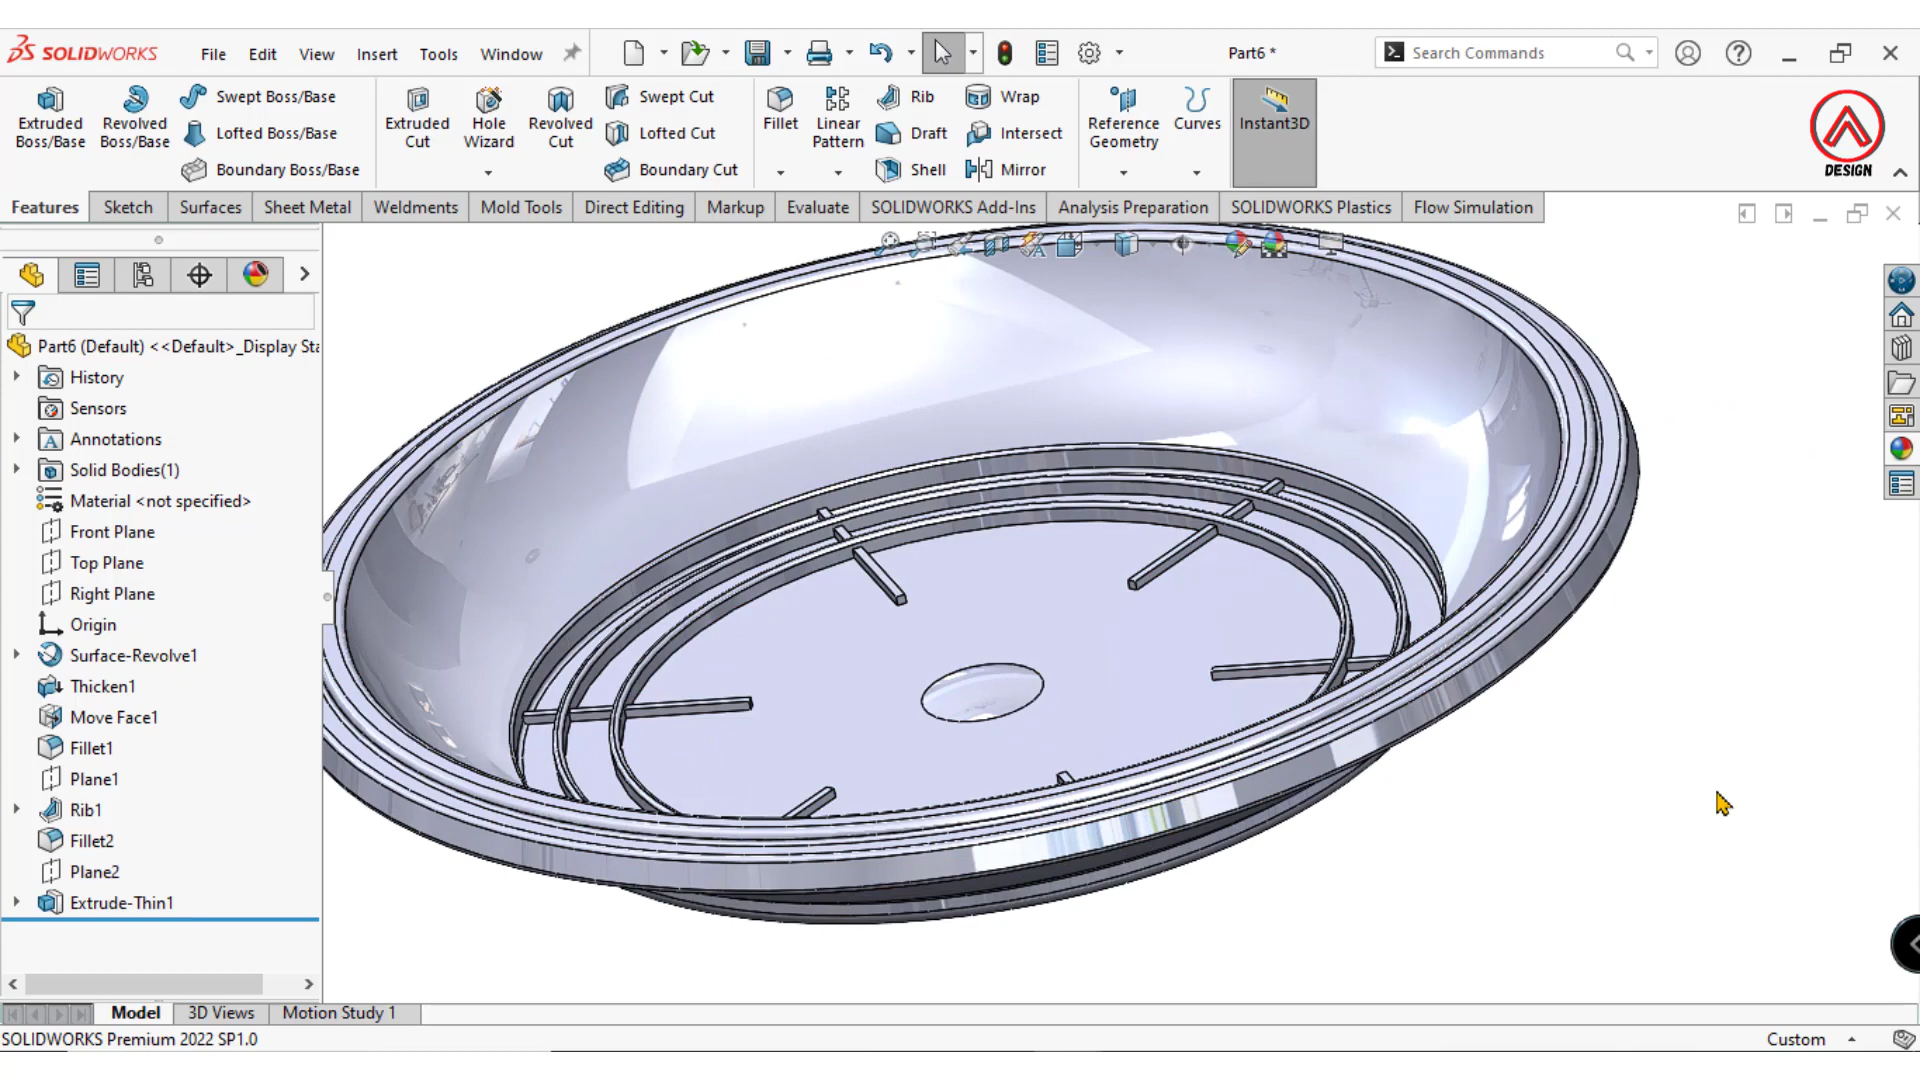 SOLIDWORKS File Edit View Insert Tools Window Part6 * Search Commands
Extruded Boss/Base
Revolved Boss/Base
Swept Boss/Base
Lofted Boss/Base
Boundary Boss/Base
Extruded Cut
Hole Wizard
Revolved Cut
Swept Cut
Lofted Cut
Boundary Cut
Fillet
Linear Pattern
Rib
Draft
Shell
Wrap
Intersect
Mirror
Reference Geometry
Curves
Instant3D
DESIGN
Features Sketch Surfaces Sheet Metal Weldments Mold Tools Direct Editing Markup Evaluate SOLIDWORKS Add-Ins Analysis Preparation SOLIDWORKS Plastics Flow Simulation
Part6 (Default) <<Default>_Display Sta
History
Sensors
Annotations
Solid Bodies(1)
Material <not specified>
Front Plane
Top Plane
Right Plane
Origin
Surface-Revolve1
Thicken1
Move Face1
Fillet1
Plane1
Rib1
Fillet2
Plane2
Extrude-Thin1
Model 3D Views Motion Study 1
SOLIDWORKS Premium 2022 SP1.0 Custom